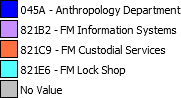 045A - Anthropology Department
821B2 - FM Information Systems
821C9 - FM Custodial Services
821E6 - FM Lock Shop
No Value